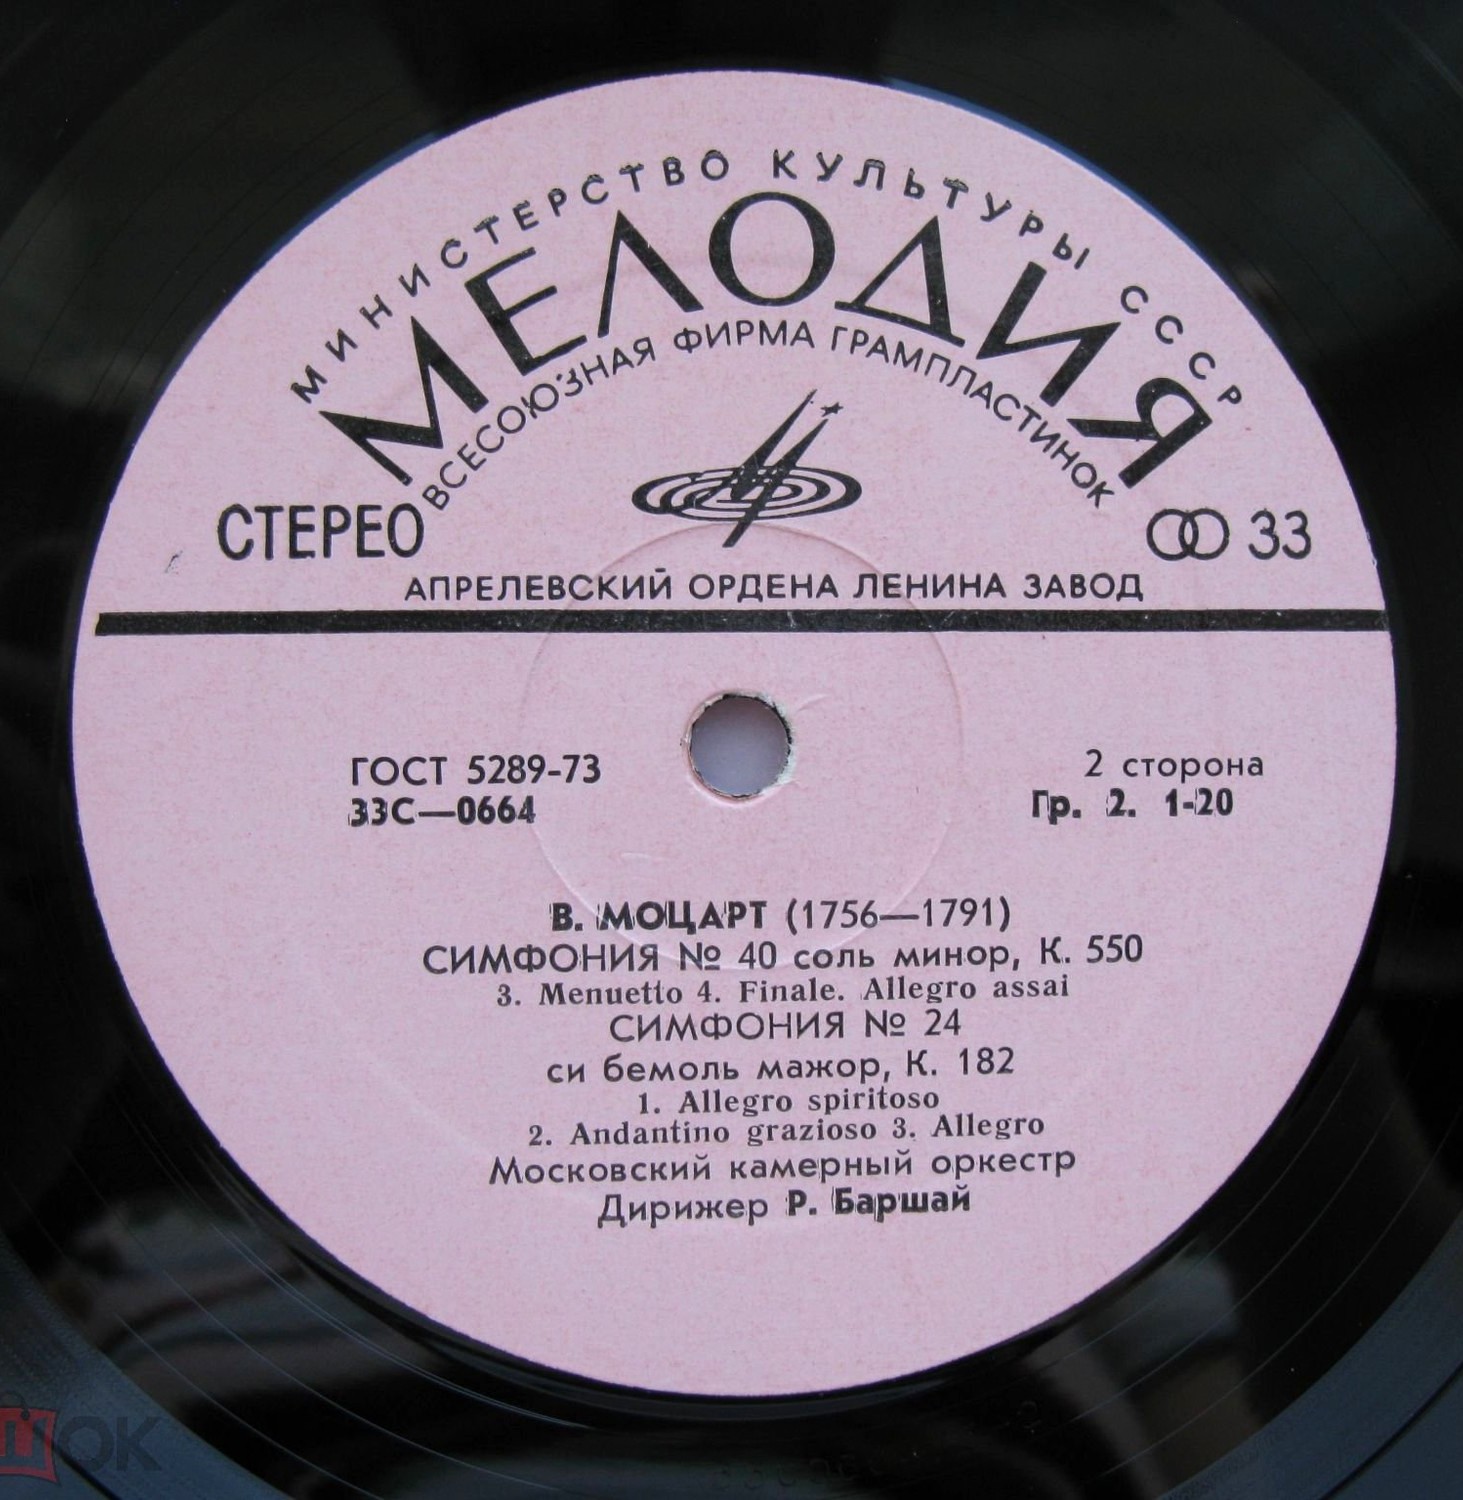 МИНИСТЕРСТВО КУЛЬТУРЫ СССР
МЕЛОДИЯ
ВСЕСОЮЗНАЯ ФИРМА ГРАМПЛАСТИНОК
СТЕРЕО
33
АПРЕЛЕВСКИЙ ОРДЕНА ЛЕНИНА ЗАВОД
ГОСТ 5289-73
2 сторона
33С—0664
Гр. 2. 1-20
В. МОЦАРТ (1756—1791)
СИМФОНИЯ № 40 соль минор, К. 550
3. Menuetto 4. Finale. Allegro assai
СИМФОНИЯ № 24
си бемоль мажор, К. 182
1. Allegro spiritoso
2. Andantino grazioso 3. Allegro
Московский камерный оркестр
Дирижер Р. Баршай